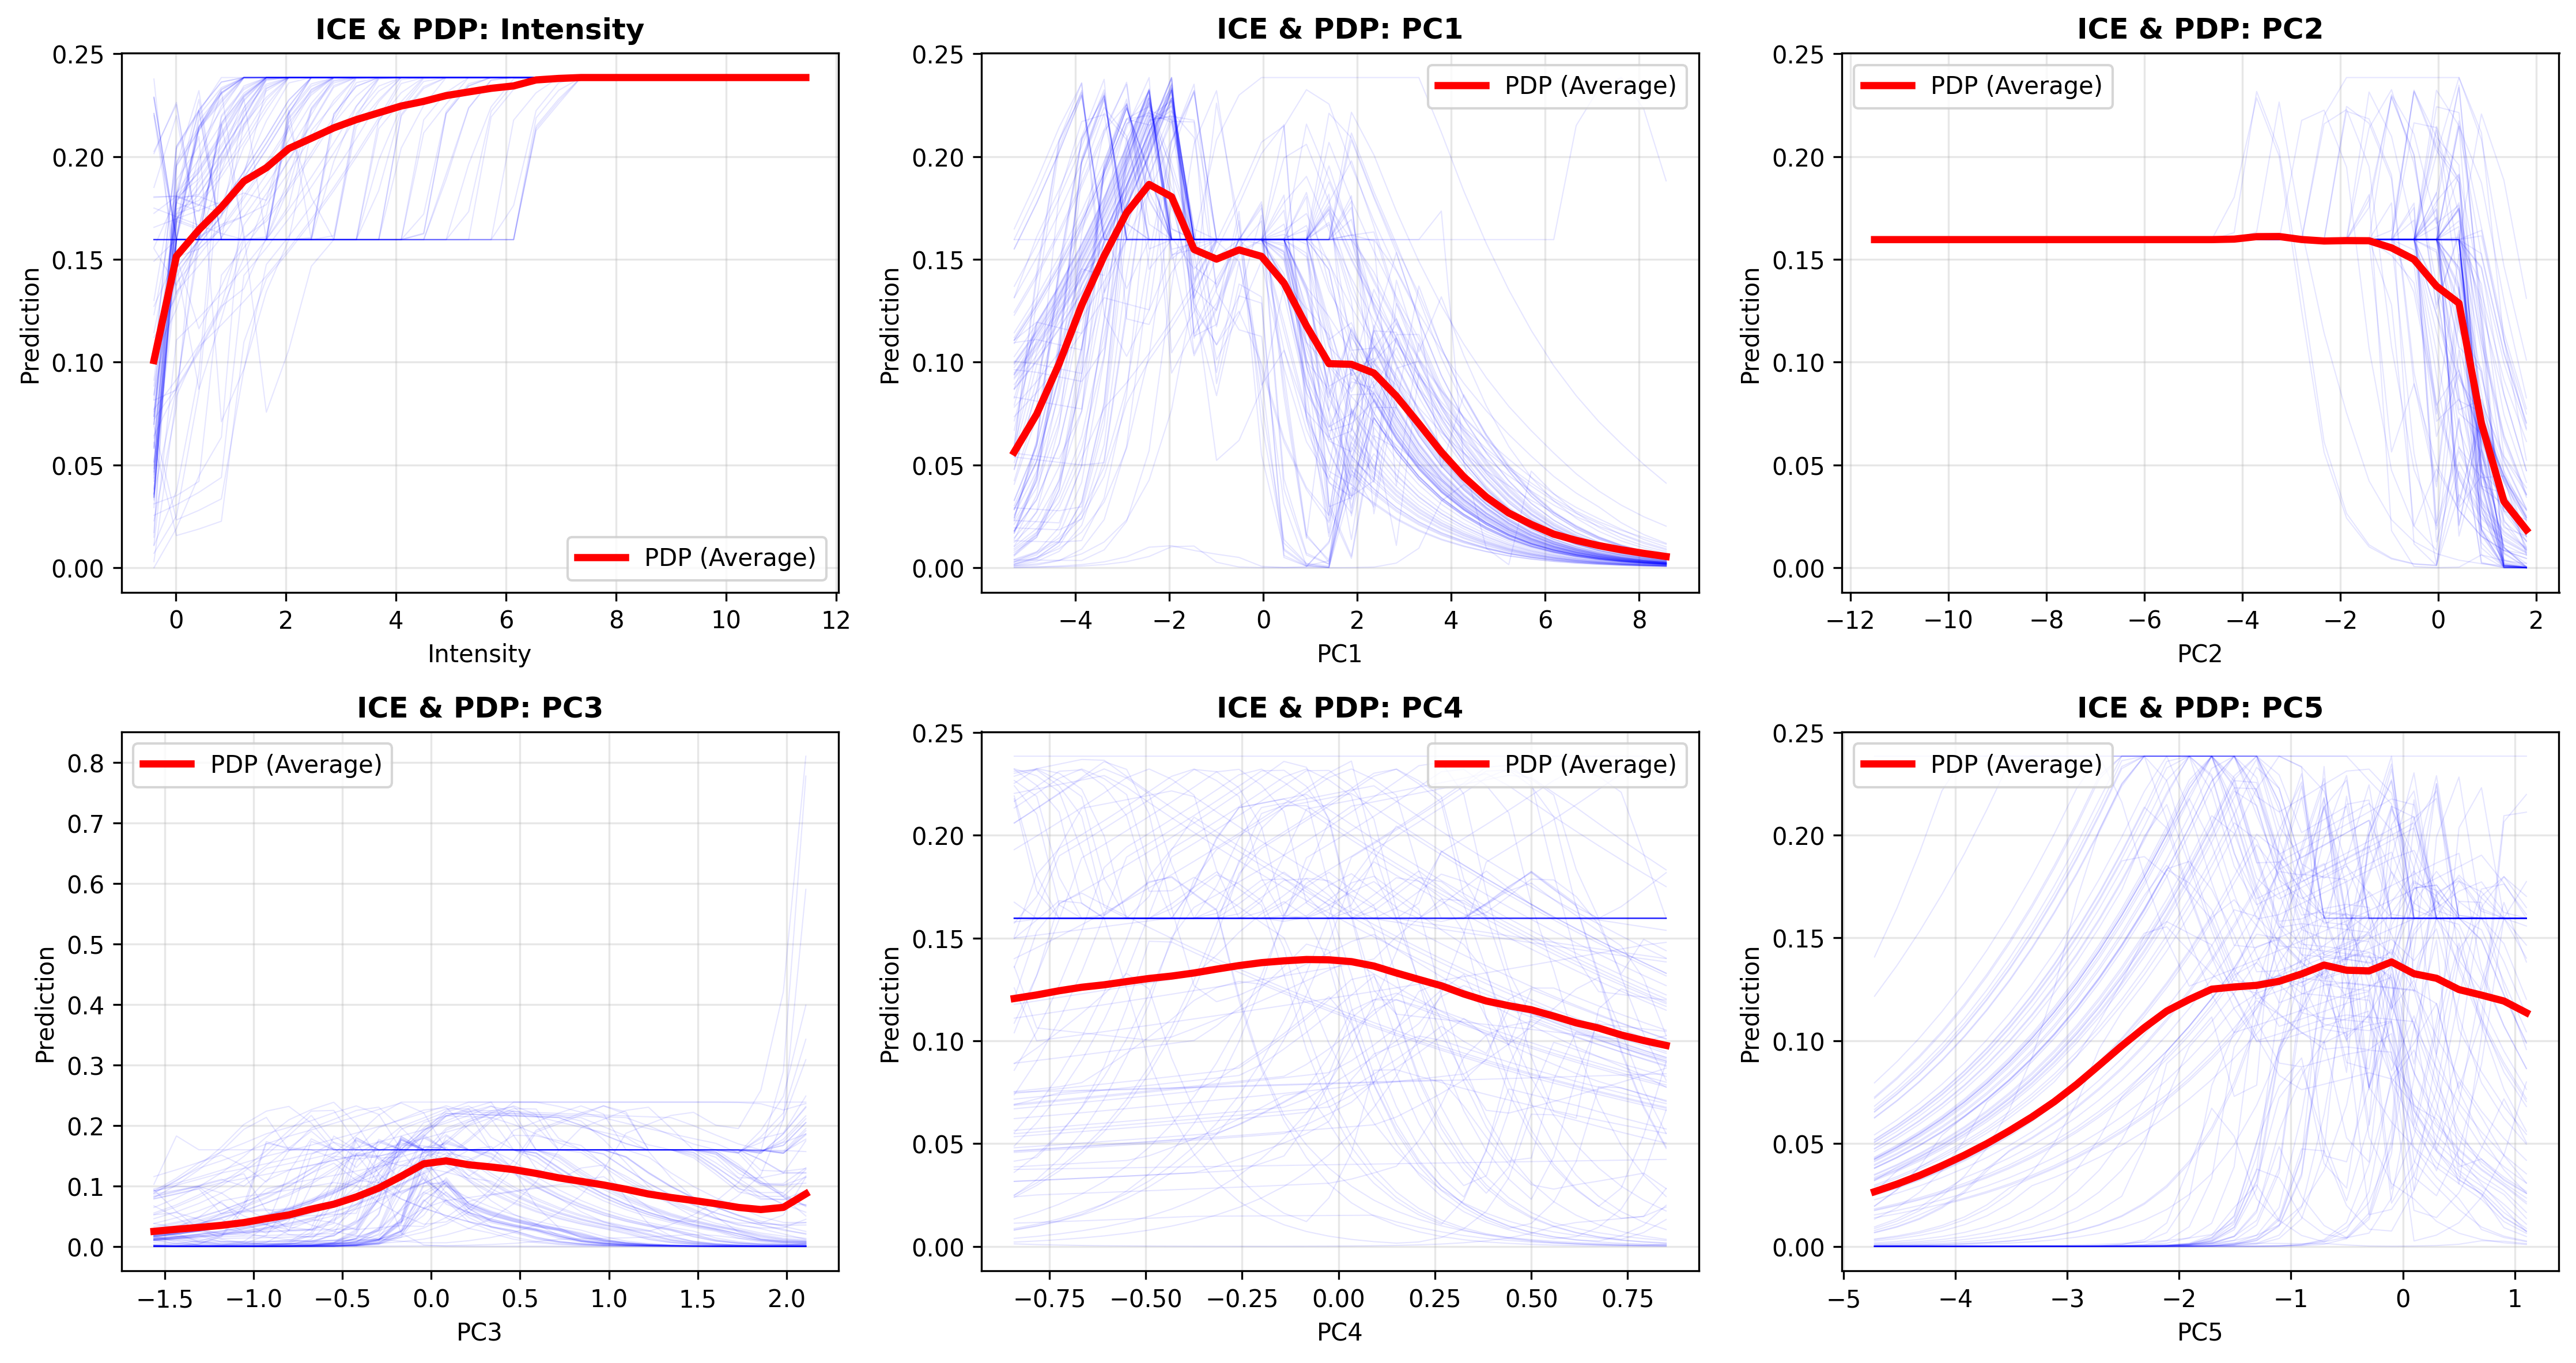 ICE & PDP: Intensity
0.25
0.20
0.15
0.10
0.05
0.00
Prediction
PDP (Average)
0 2 4 6 8 10 12
Intensity
ICE & PDP: PC1
0.25
0.20
0.15
0.10
0.05
0.00
Prediction
PDP (Average)
−4 −2 0 2 4 6 8
PC1
ICE & PDP: PC2
0.25
0.20
0.15
0.10
0.05
0.00
Prediction
PDP (Average)
−12 −10 −8 −6 −4 −2 0 2
PC2
ICE & PDP: PC3
0.8
0.7
0.6
0.5
0.4
0.3
0.2
0.1
0.0
Prediction
PDP (Average)
−1.5 −1.0 −0.5 0.0 0.5 1.0 1.5 2.0
PC3
ICE & PDP: PC4
0.25
0.20
0.15
0.10
0.05
0.00
Prediction
PDP (Average)
−0.75 −0.50 −0.25 0.00 0.25 0.50 0.75
PC4
ICE & PDP: PC5
0.25
0.20
0.15
0.10
0.05
0.00
Prediction
PDP (Average)
−5 −4 −3 −2 −1 0 1
PC5